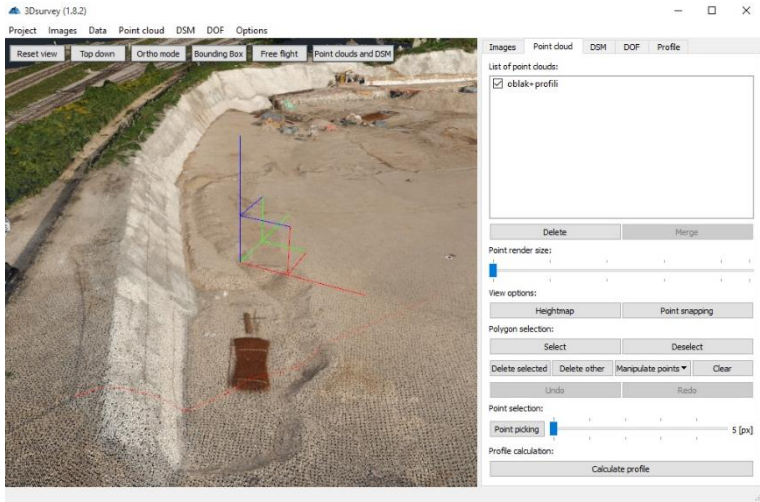 3Dsurvey (1.8.2)
Project Images Data Point cloud DSM DOF Options
Reset view Top down Ortho mode Bounding Box Free flight Point clouds and DSM
Images Point cloud DSM DOF Profile
List of point clouds:
oblak+profili
Delete Merge
Point render size:
View options:
Heightmap Point snapping
Polygon selection:
Select Deselect
Delete selected Delete other Manipulate points Clear
Undo Redo
Point selection:
Point picking 5 [px]
Profile calculation:
Calculate profile